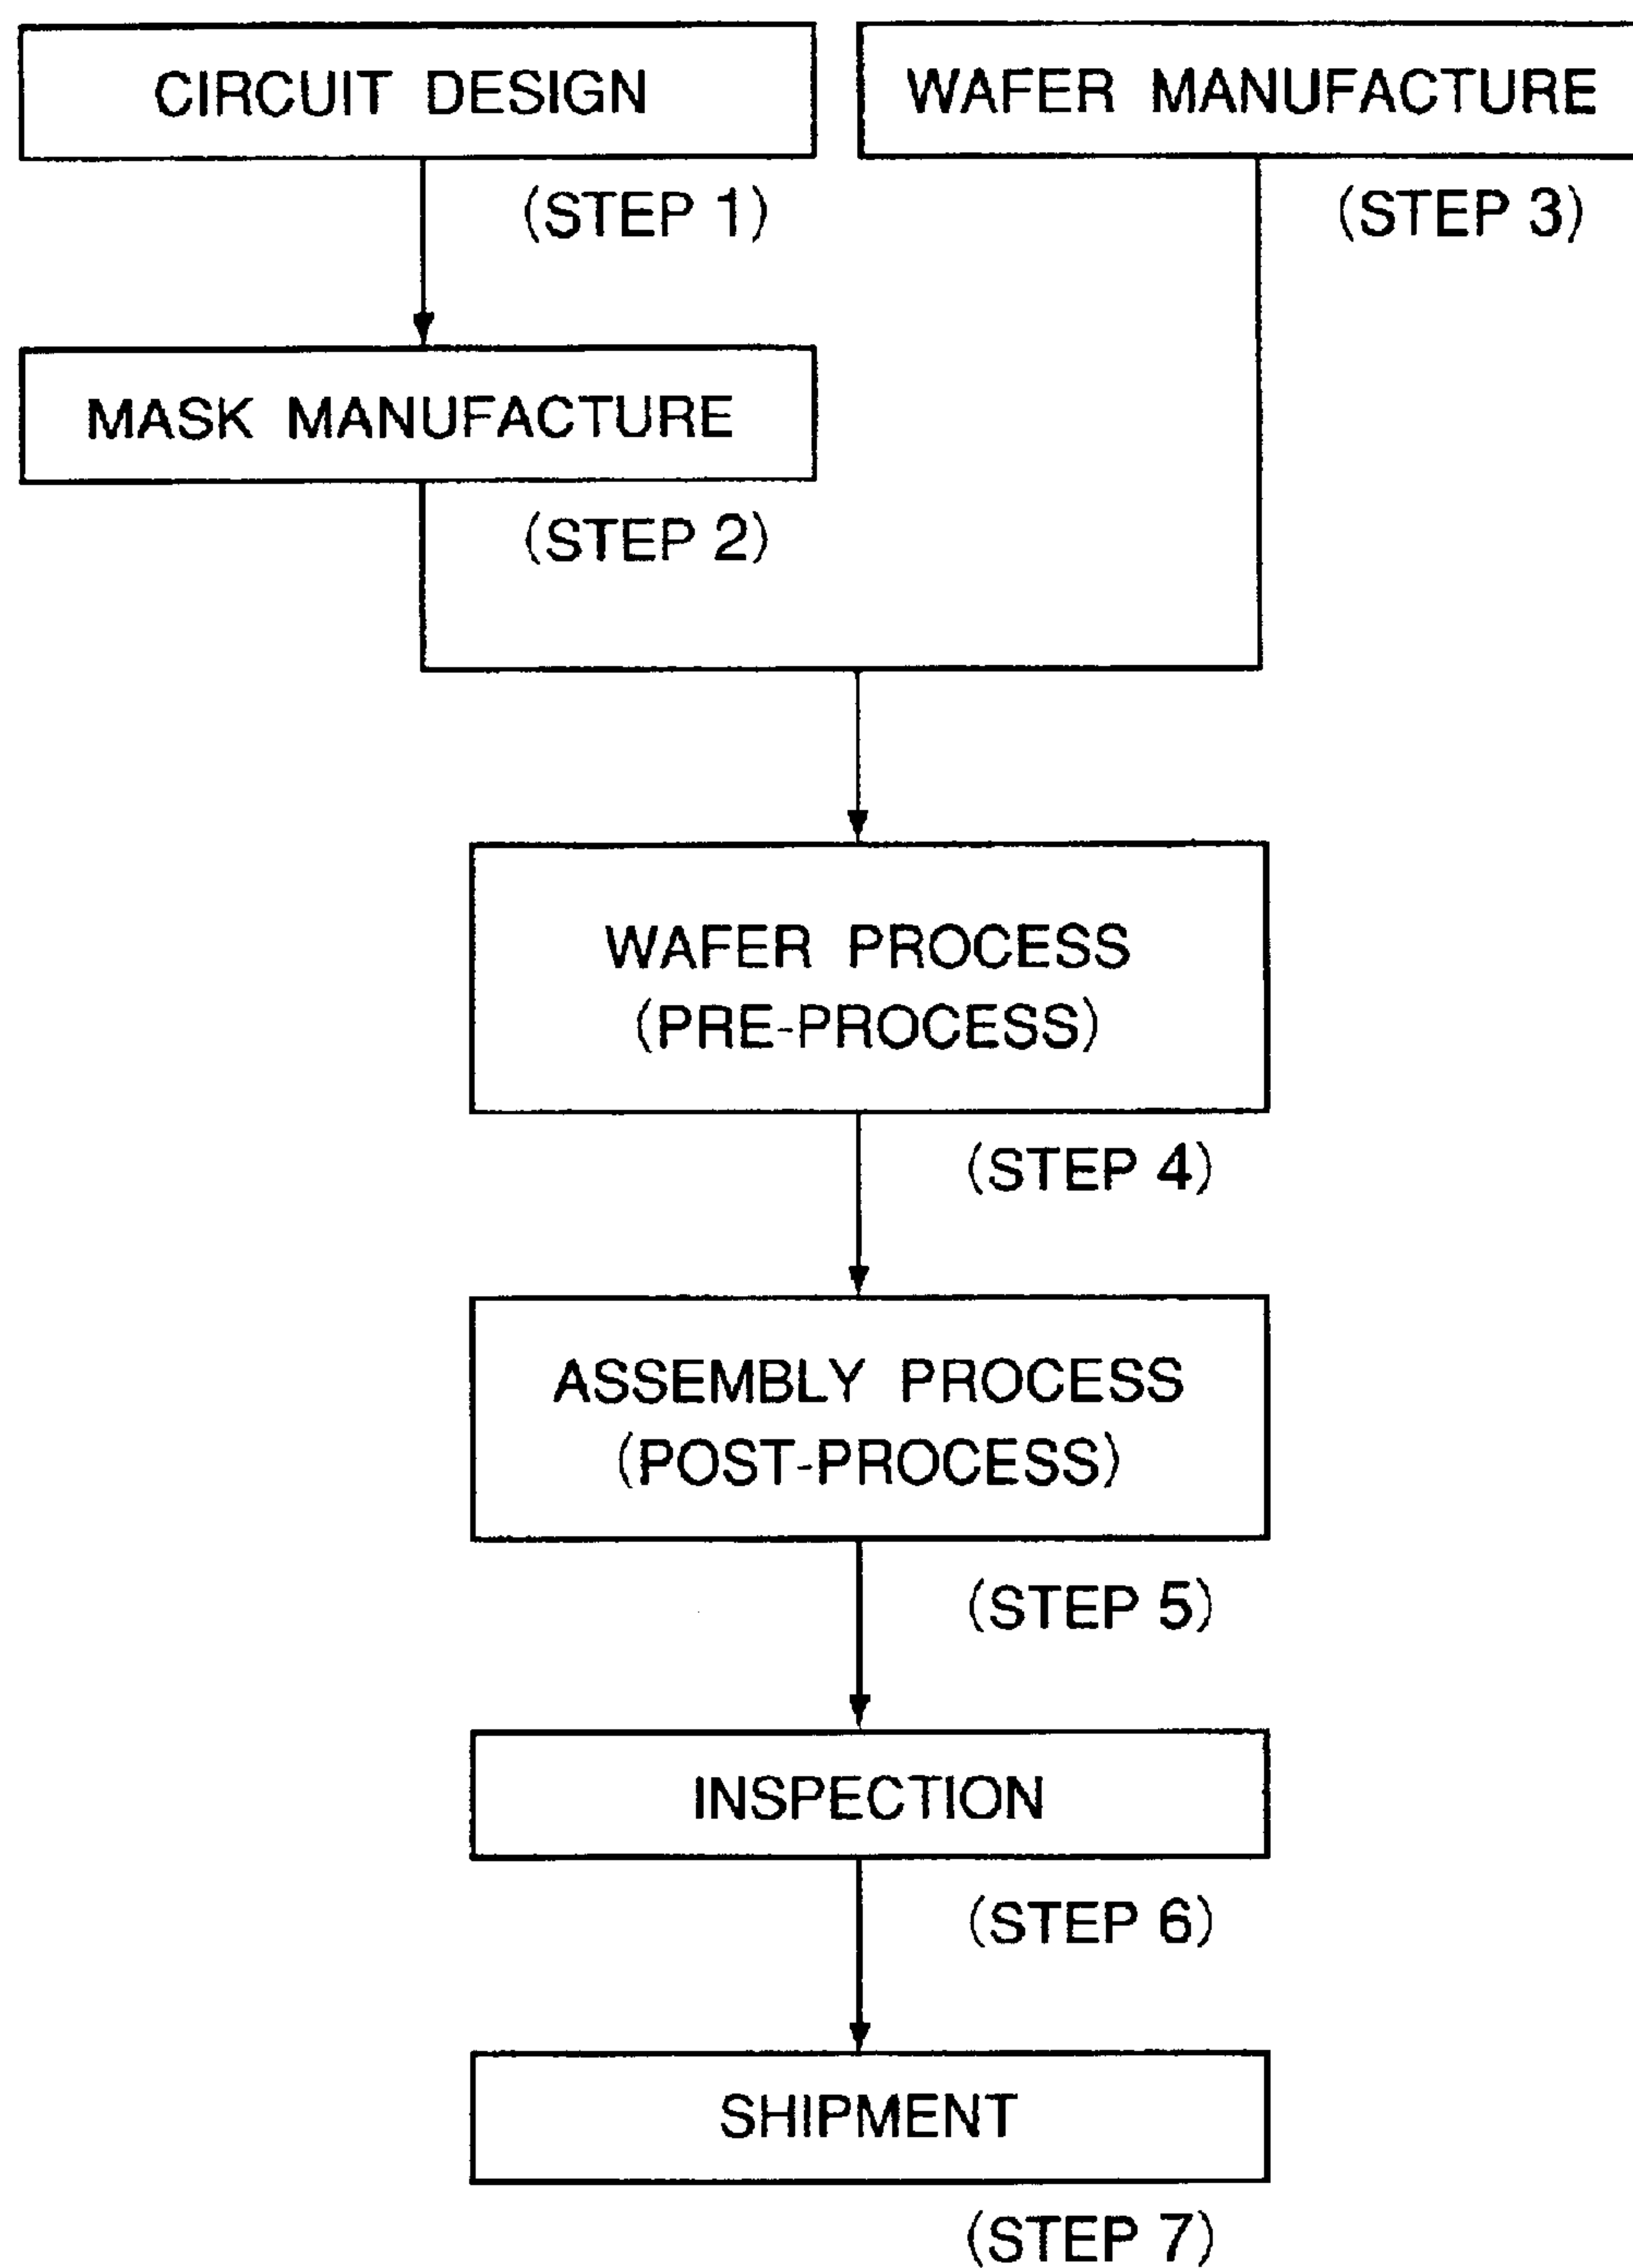 CIRCUIT DESIGN
(STEP 1)
WAFER MANUFACTURE
(STEP 3)
MASK MANUFACTURE
(STEP 2)
WAFER PROCESS
(PRE-PROCESS)
(STEP 4)
ASSEMBLY PROCESS
(POST-PROCESS)
(STEP 5)
INSPECTION
(STEP 6)
SHIPMENT
(STEP 7)